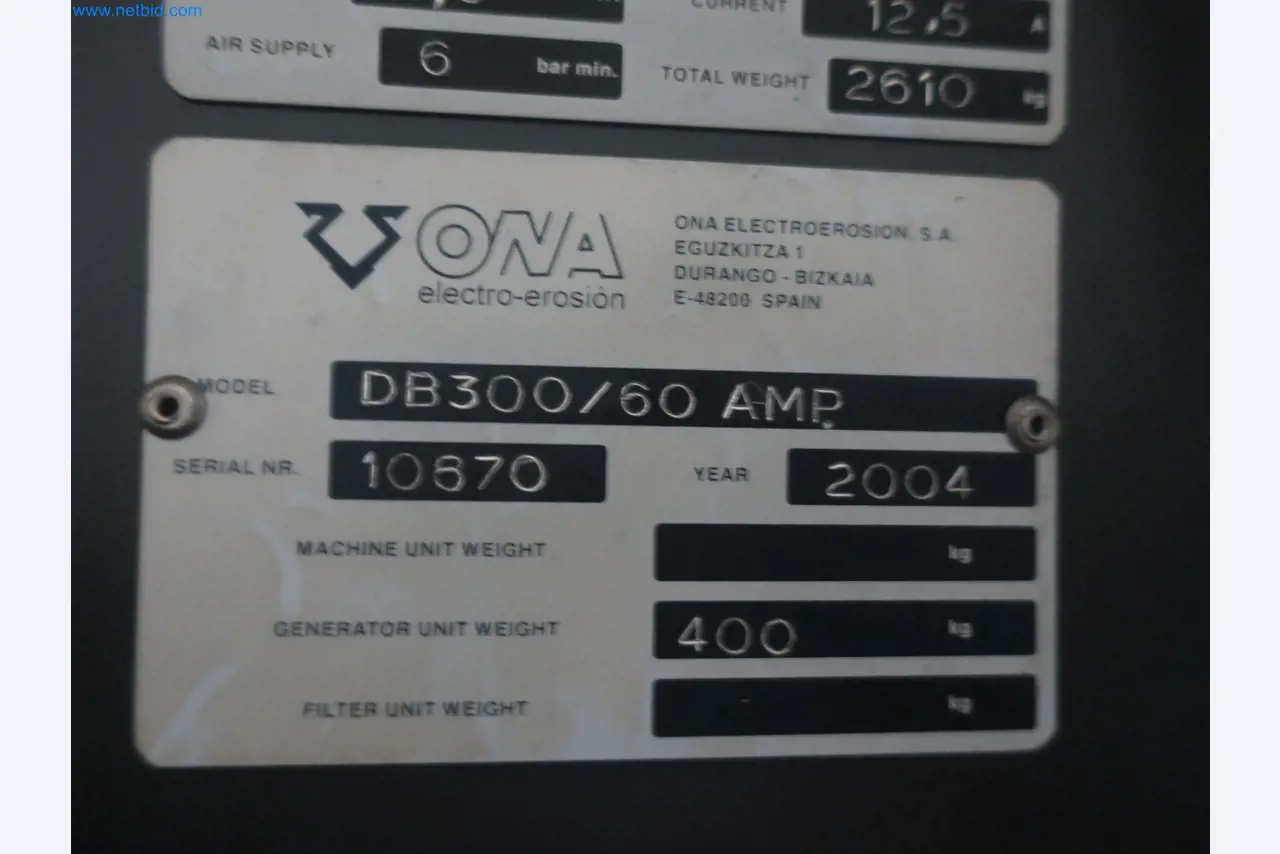 www.netbid.com
CURRENT 12,5 A
AIR SUPPLY 6 bar min.
TOTAL WEIGHT 2610 kg
ONA
electro-erosión
ONA ELECTROEROSION, S.A.
EGUZKITZA 1
DURANGO - BIZKAIA
E-48200 SPAIN
MODEL DB300/60 AMP.
SERIAL NR. 10870 YEAR 2004
MACHINE UNIT WEIGHT kg
GENERATOR UNIT WEIGHT 400 kg
FILTER UNIT WEIGHT kg